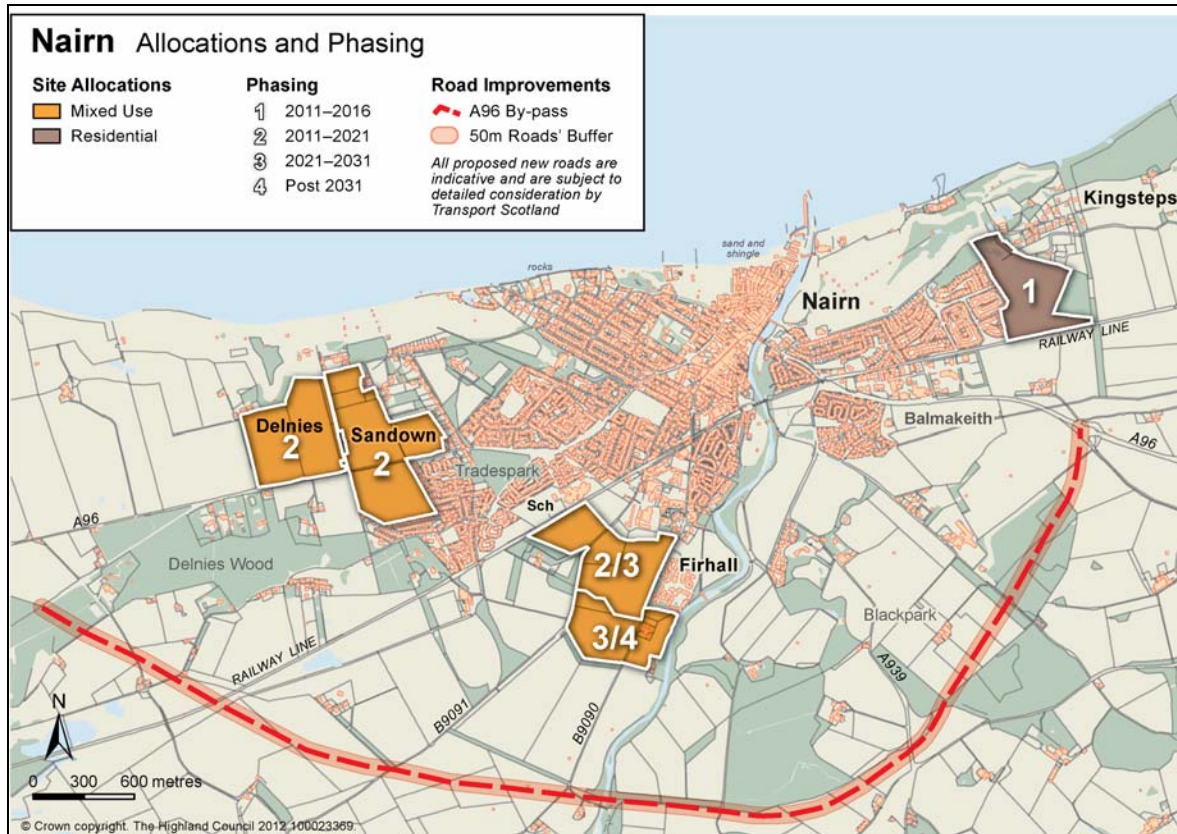 Nairn Allocations and Phasing
Site Allocations
Mixed Use
Residential
Phasing
1 2011–2016
2 2011–2021
3 2021–2031
4 Post 2031
Road Improvements
A96 By-pass
50m Roads' Buffer
All proposed new roads are
indicative and are subject to
detailed consideration by
Transport Scotland
Kingsteps
sand and
shingle
rocks
Nairn
1
RAILWAY LINE
Delnies
2
Sandown
2
Balmakeith
A96
Tradespark
Sch
A96
2/3
Firhall
Delnies Wood
Blackpark
3/4
A939
RAILWAY LINE
B9091
B9090
N
0 300 600 metres
© Crown copyright. The Highland Council 2012 100023369.